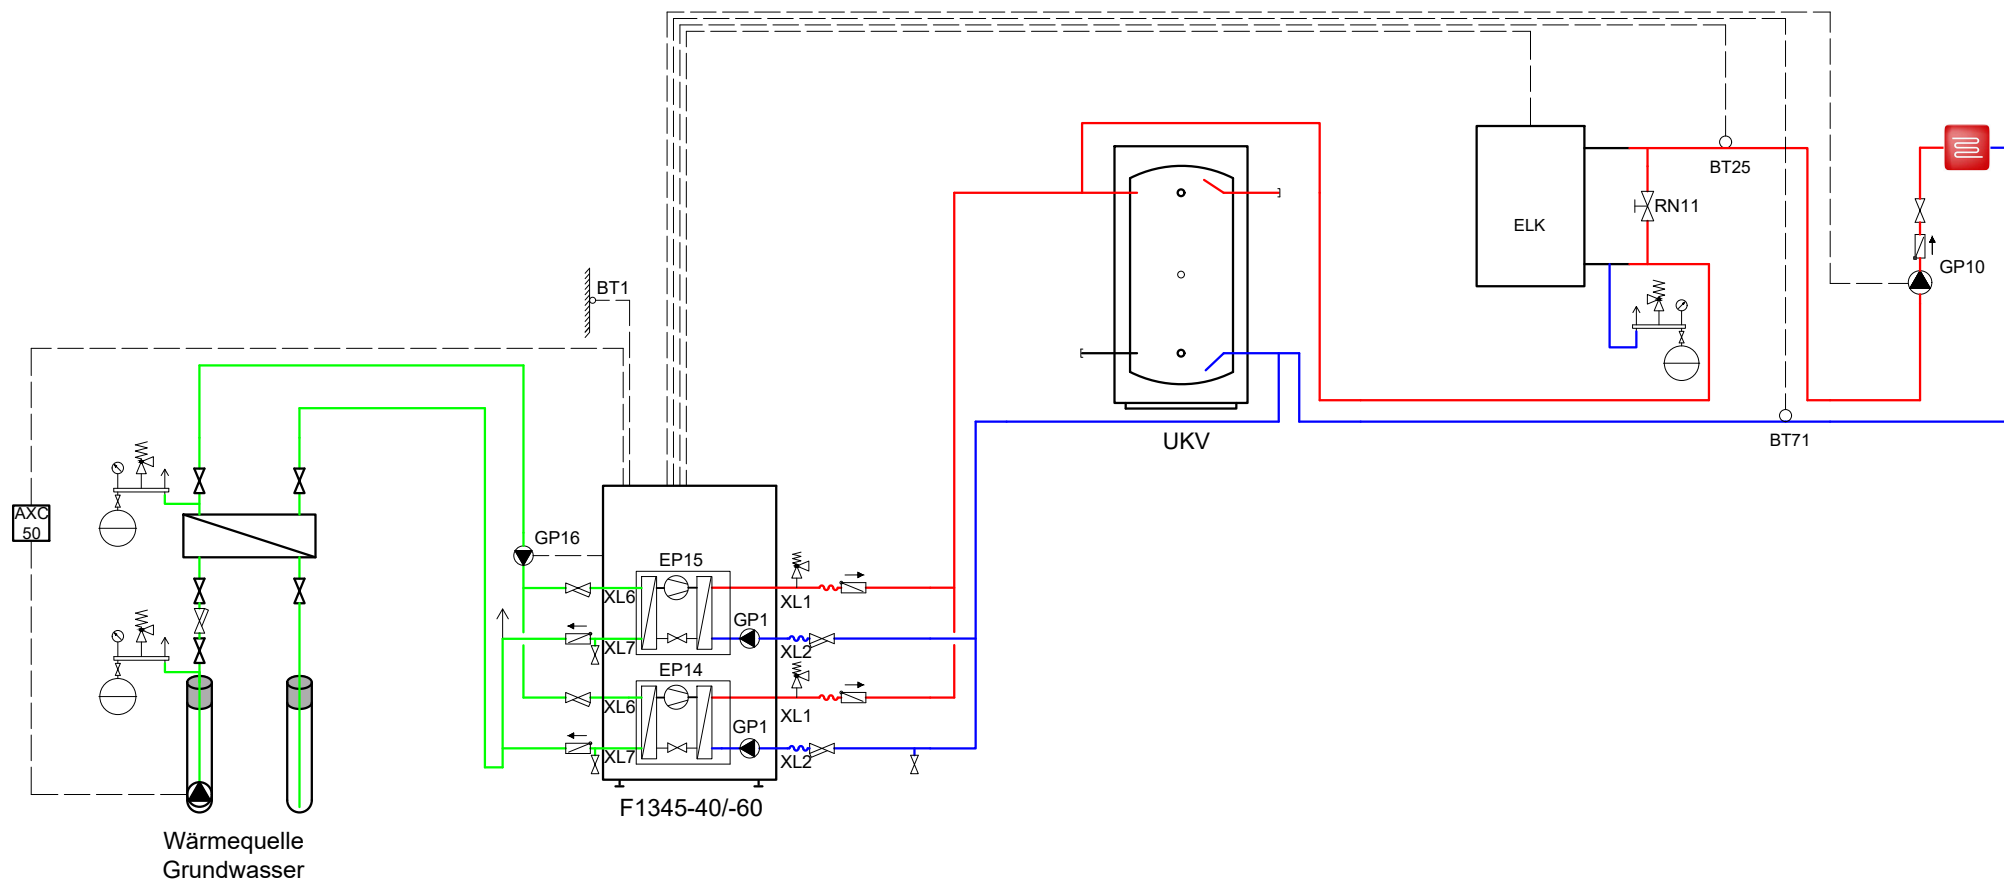 BT25
RN11
ELK
GP10
BT1
BT71
UKV
AXC
50
GP16
EP15
XL6
XL1
GP1
XL7
XL2
EP14
XL6
XL1
GP1
XL7
XL2
F1345-40/-60
Wärmequelle
Grundwasser